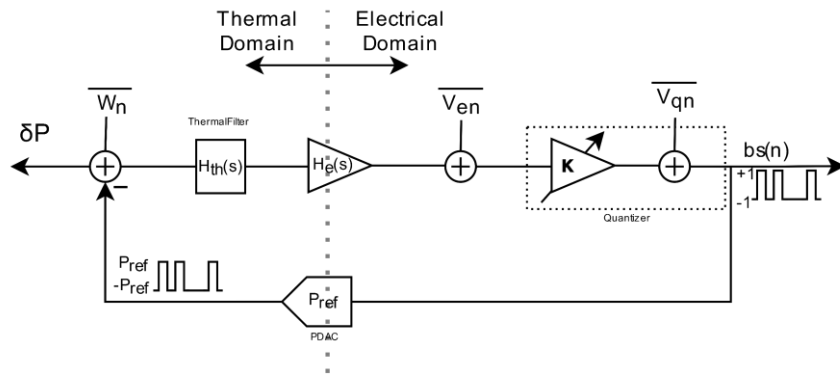 Thermal Domain
Electrical Domain
Wn
Ven
Vqn
δP
ThermalFilter
Hth(s)
He(s)
K
bs(n)
+1
-1
−
Quantizer
Pref
-Pref
Pref
PDAC